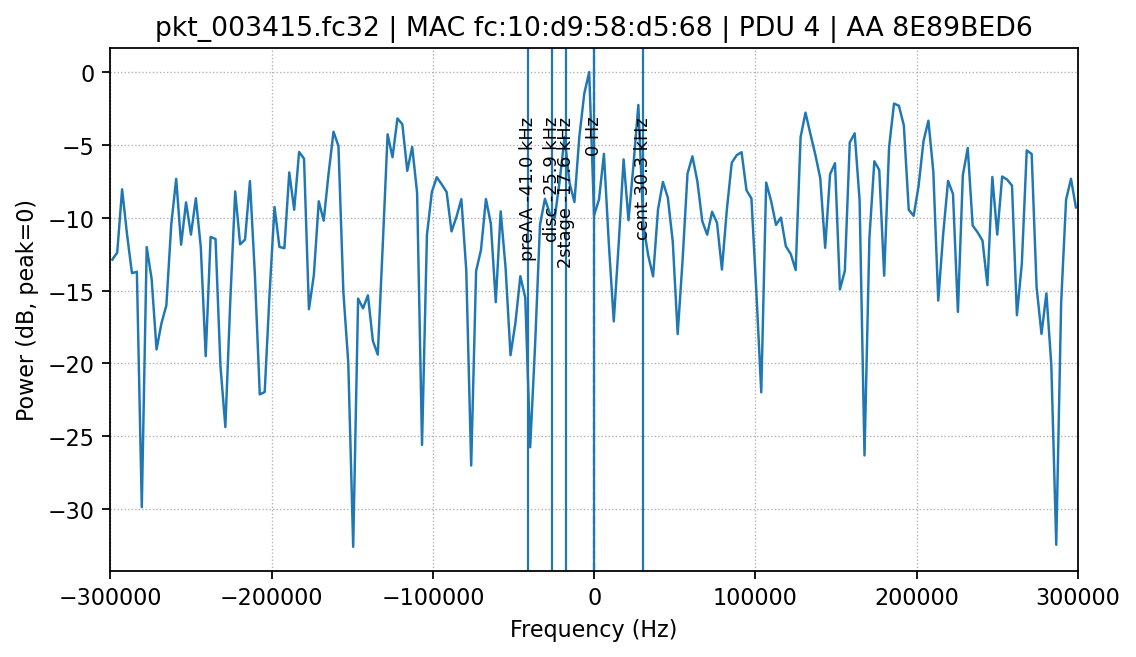 pkt_003415.fc32 | MAC fc:10:d9:58:d5:68 | PDU 4 | AA 8E89BED6
Power (dB, peak=0)
0
−5
−10
−15
−20
−25
−30
preAA -41.0 kHz
disc -25.9 kHz
2stage -17.6 kHz
0 Hz
cent 30.3 kHz
−300000
−200000
−100000
0
100000
200000
300000
Frequency (Hz)